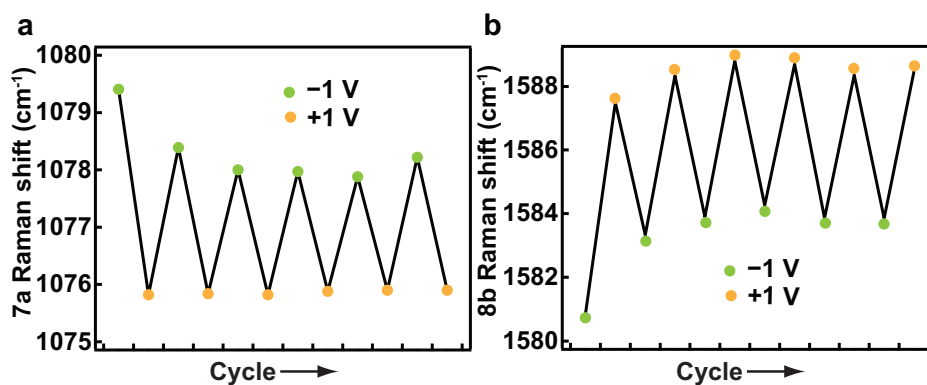 a
7a Raman shift (cm⁻¹)
1080
1079
1078
1077
1076
1075
−1 V
+1 V
Cycle
b
8b Raman shift (cm⁻¹)
1588
1586
1584
1582
1580
−1 V
+1 V
Cycle